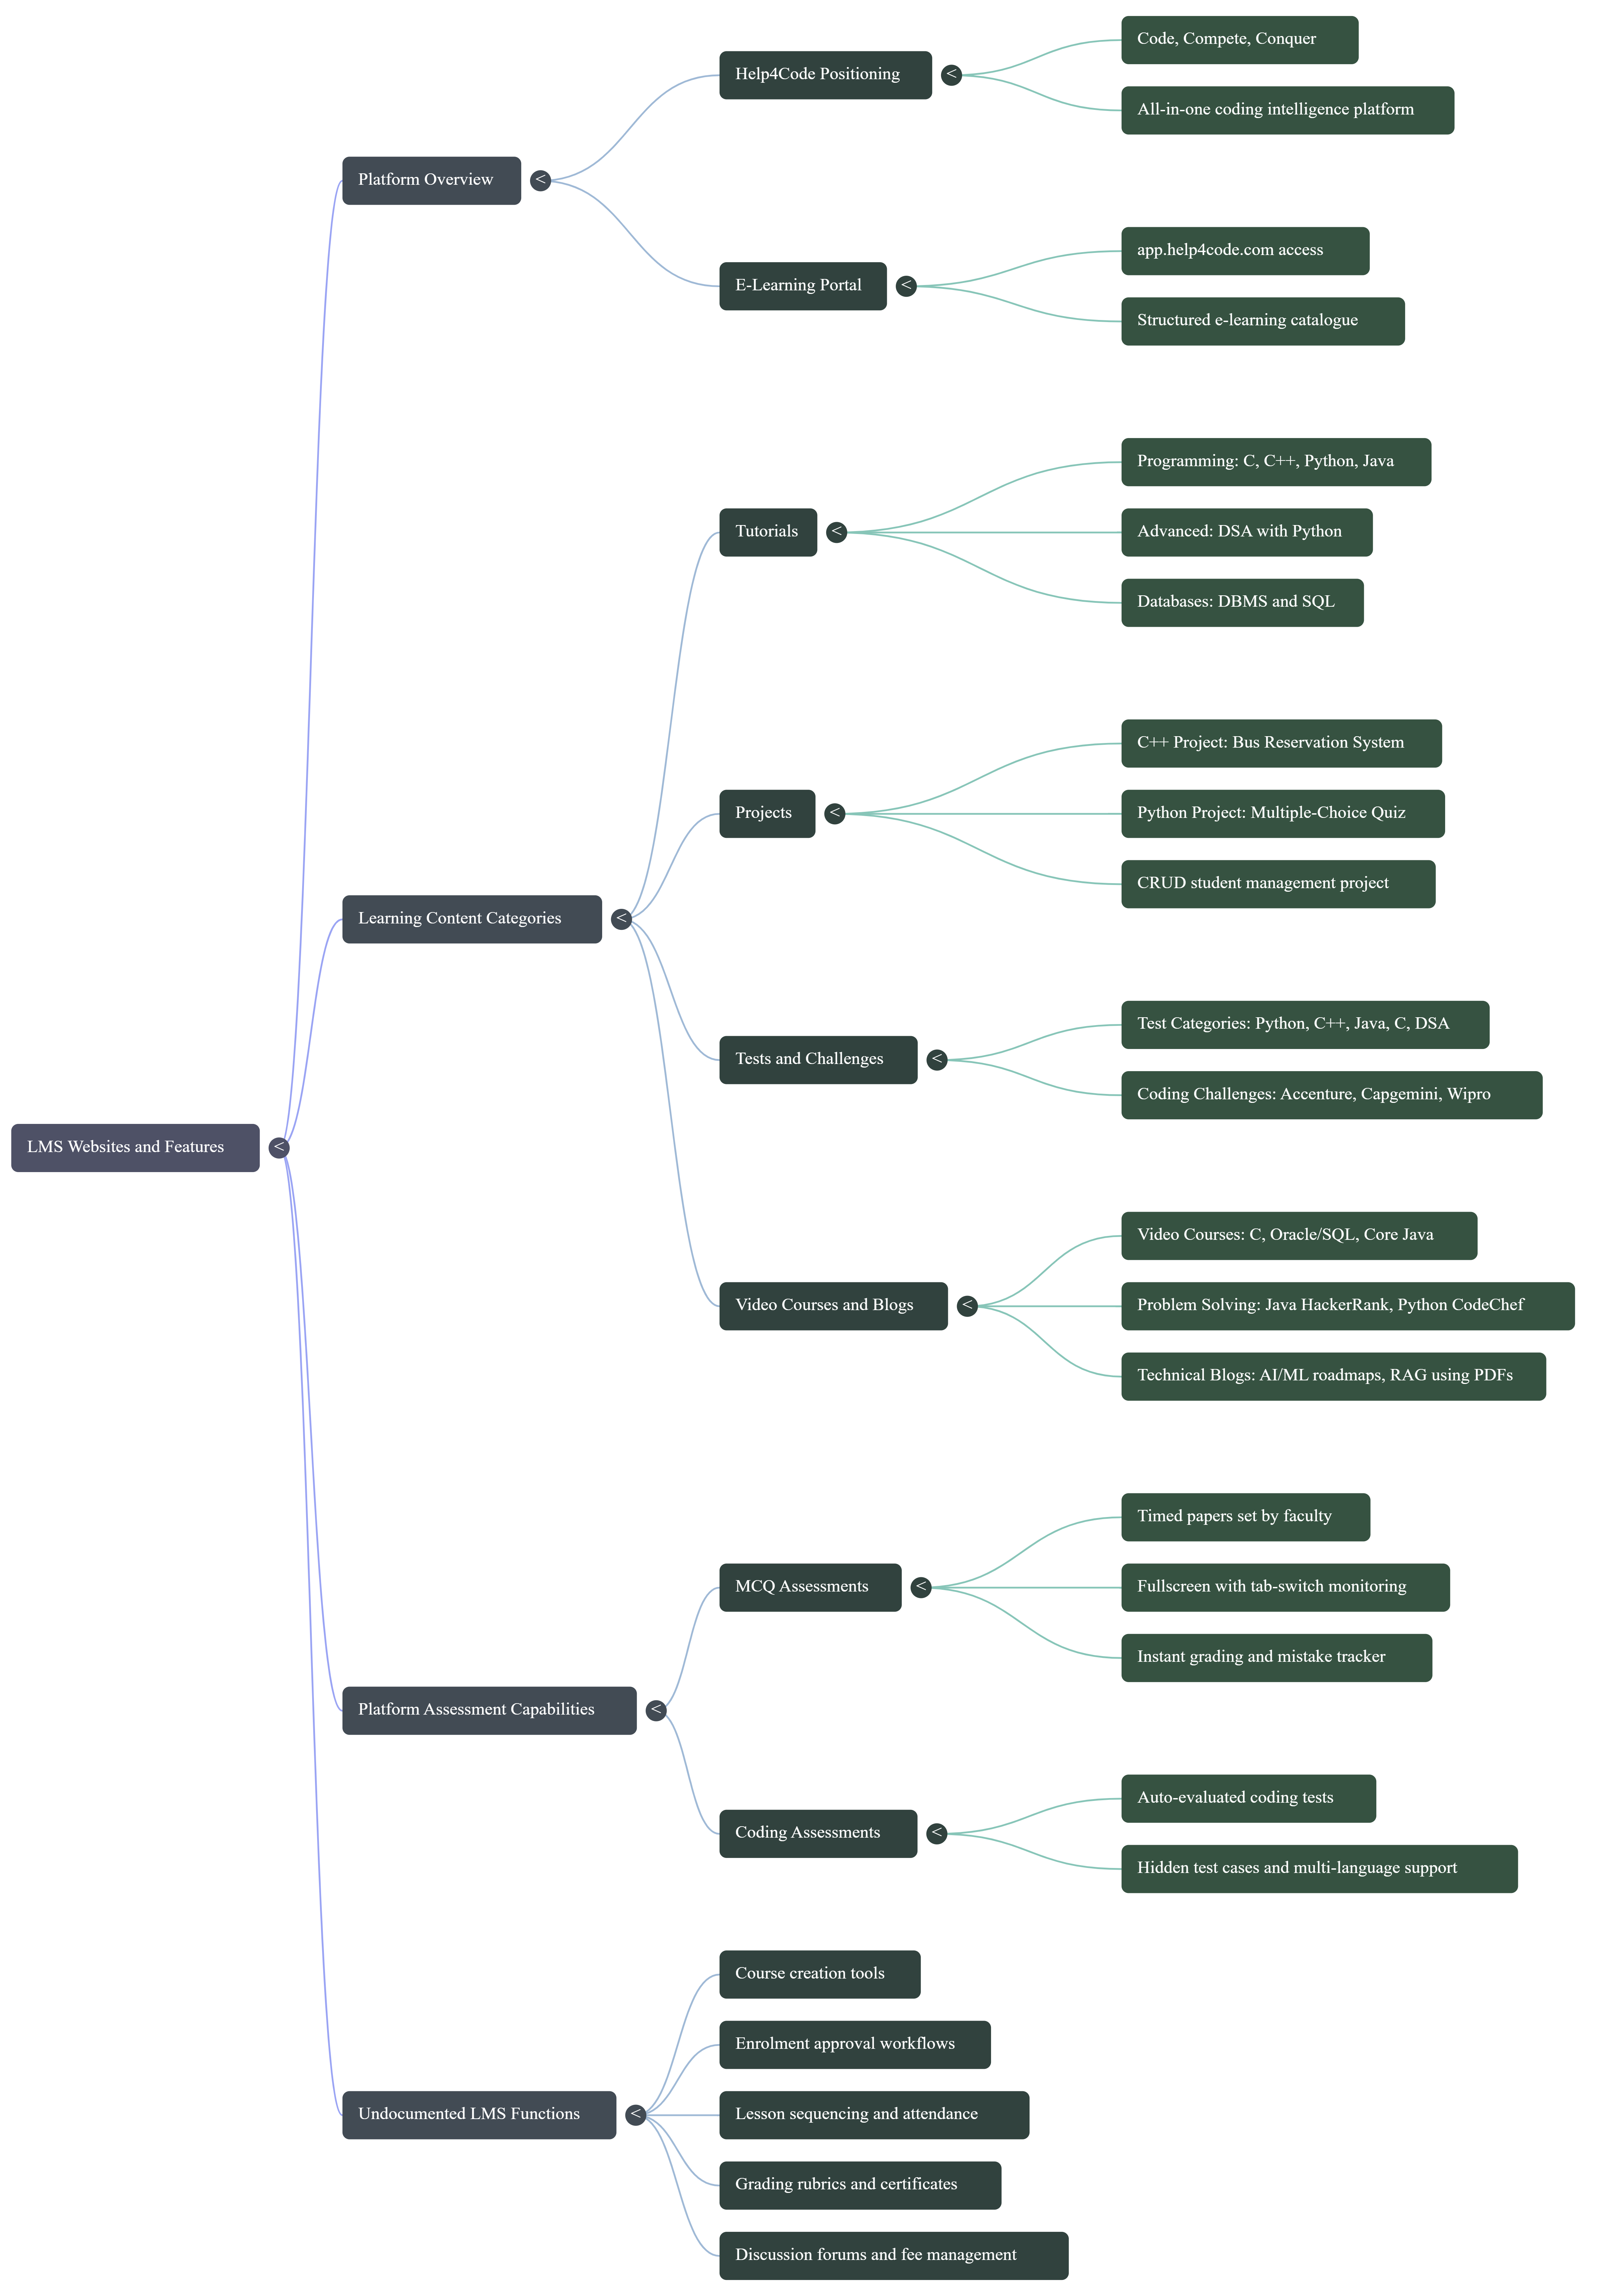 LMS Websites and Features
Platform Overview
Help4Code Positioning
Code, Compete, Conquer
All-in-one coding intelligence platform
E-Learning Portal
app.help4code.com access
Structured e-learning catalogue
Learning Content Categories
Tutorials
Programming: C, C++, Python, Java
Advanced: DSA with Python
Databases: DBMS and SQL
Projects
C++ Project: Bus Reservation System
Python Project: Multiple-Choice Quiz
CRUD student management project
Tests and Challenges
Test Categories: Python, C++, Java, C, DSA
Coding Challenges: Accenture, Capgemini, Wipro
Video Courses and Blogs
Video Courses: C, Oracle/SQL, Core Java
Problem Solving: Java HackerRank, Python CodeChef
Technical Blogs: AI/ML roadmaps, RAG using PDFs
Platform Assessment Capabilities
MCQ Assessments
Timed papers set by faculty
Fullscreen with tab-switch monitoring
Instant grading and mistake tracker
Coding Assessments
Auto-evaluated coding tests
Hidden test cases and multi-language support
Undocumented LMS Functions
Course creation tools
Enrolment approval workflows
Lesson sequencing and attendance
Grading rubrics and certificates
Discussion forums and fee management